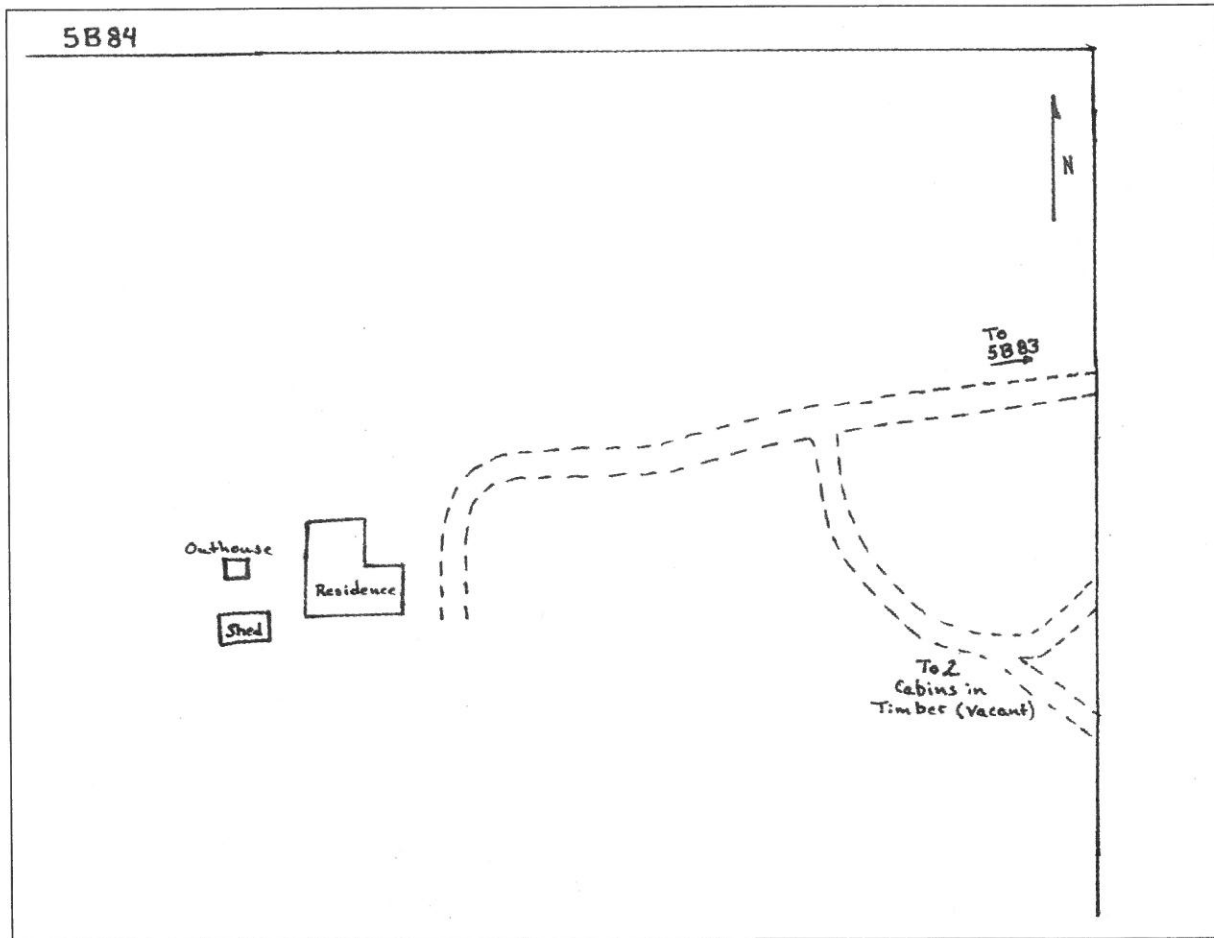 5B84
N
To
5B83
Outhouse
Residence
Shed
To 2
Cabins in
Timber (vacant)